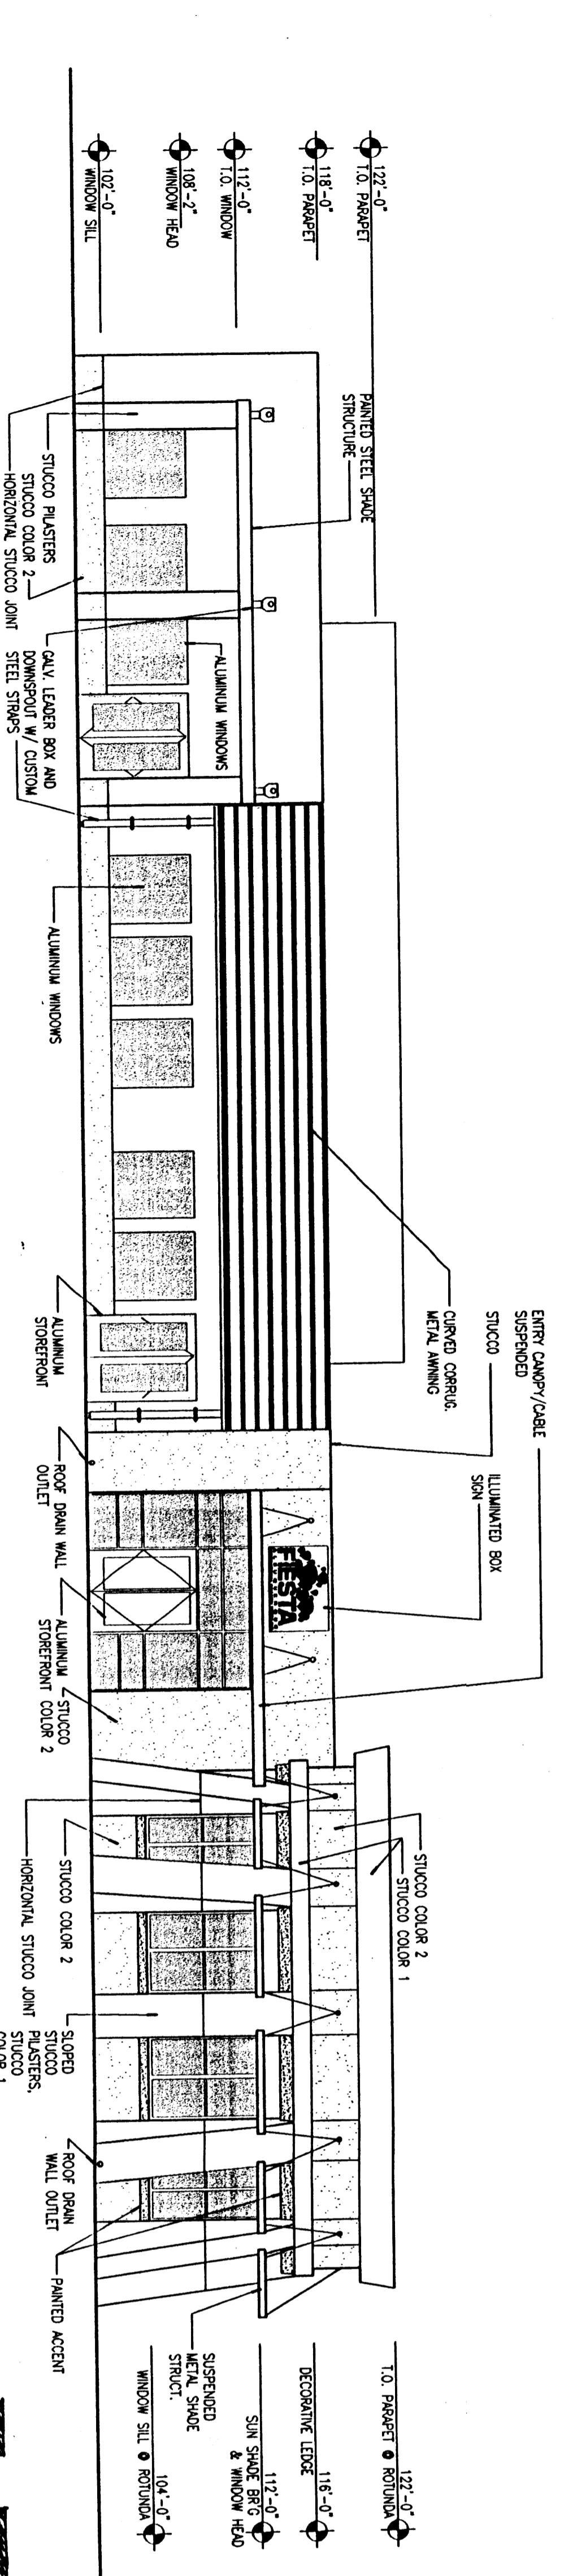 122'-0"
T.O. PARAPET
118'-0"
T.O. PARAPET
112'-0"
T.O. WINDOW
108'-2"
WINDOW HEAD
102'-0"
WINDOW SILL
PAINTED STEEL SHADE
STRUCTURE
ALUMINUM WINDOWS
STUCCO PILASTERS
STUCCO COLOR 2
HORIZONTAL STUCCO JOINT
GALV. LEADER BOX AND
DOWNSPOUT W/ CUSTOM
STEEL STRAPS
ALUMINUM WINDOWS
CURVED CORRUG.
METAL AWNING
ENTRY CANOPY/CABLE
SUSPENDED
STUCCO
ILLUMINATED BOX
SIGN
FIESTA
ALUMINUM
STOREFRONT
ROOF DRAIN WALL
OUTLET
ALUMINUM
STOREFRONT
STUCCO
COLOR 2
STUCCO COLOR 2
STUCCO COLOR 1
STUCCO COLOR 2
HORIZONTAL STUCCO JOINT
SLOPED
STUCCO
PILASTERS,
STUCCO
COLOR 1
ROOF DRAIN
WALL OUTLET
PAINTED ACCENT
SUSPENDED
METAL SHADE
STRUCT.
122'-0"
T.O. PARAPET @ ROTUNDA
116'-0"
DECORATIVE LEDGE
112'-0"
SUN SHADE BR'G
& WINDOW HEAD
104'-0"
WINDOW SILL @ ROTUNDA